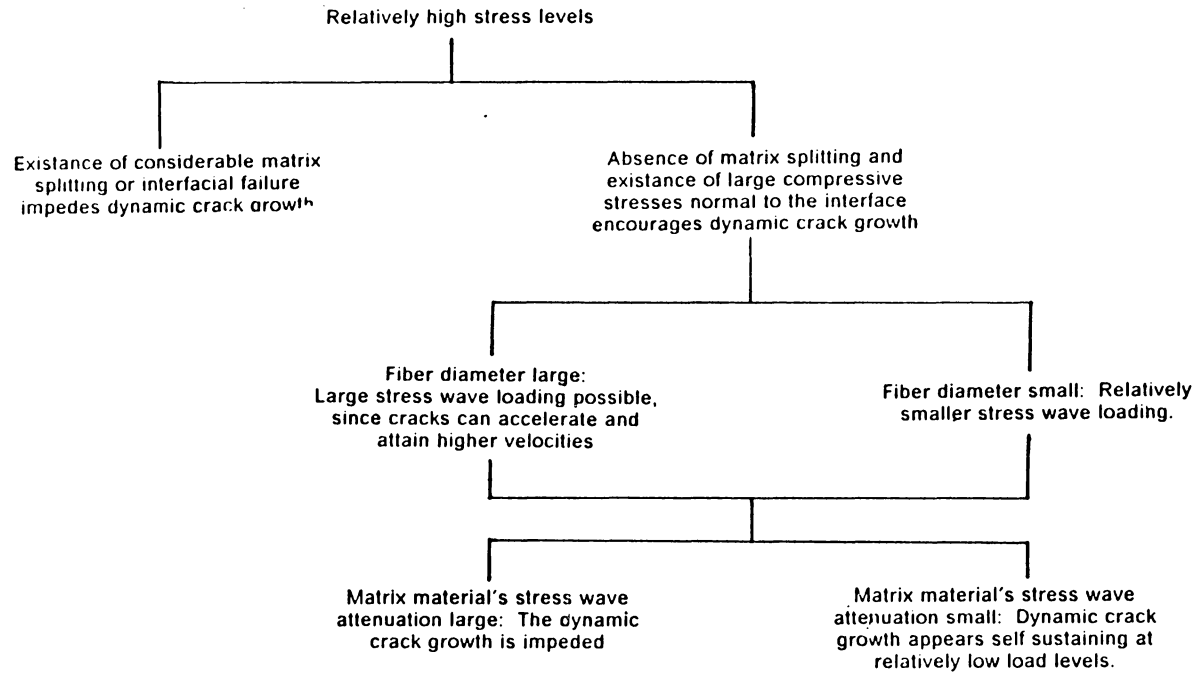 Relatively high stress levels
Existance of considerable matrix
splitting or interfacial failure
impedes dynamic crack growth
Absence of matrix splitting and
existance of large compressive
stresses normal to the interface
encourages dynamic crack growth
Fiber diameter large:
Large stress wave loading possible,
since cracks can accelerate and
attain higher velocities
Fiber diameter small: Relatively
smaller stress wave loading.
Matrix material's stress wave
attenuation large: The dynamic
crack growth is impeded
Matrix material's stress wave
attenuation small: Dynamic crack
growth appears self sustaining at
relatively low load levels.